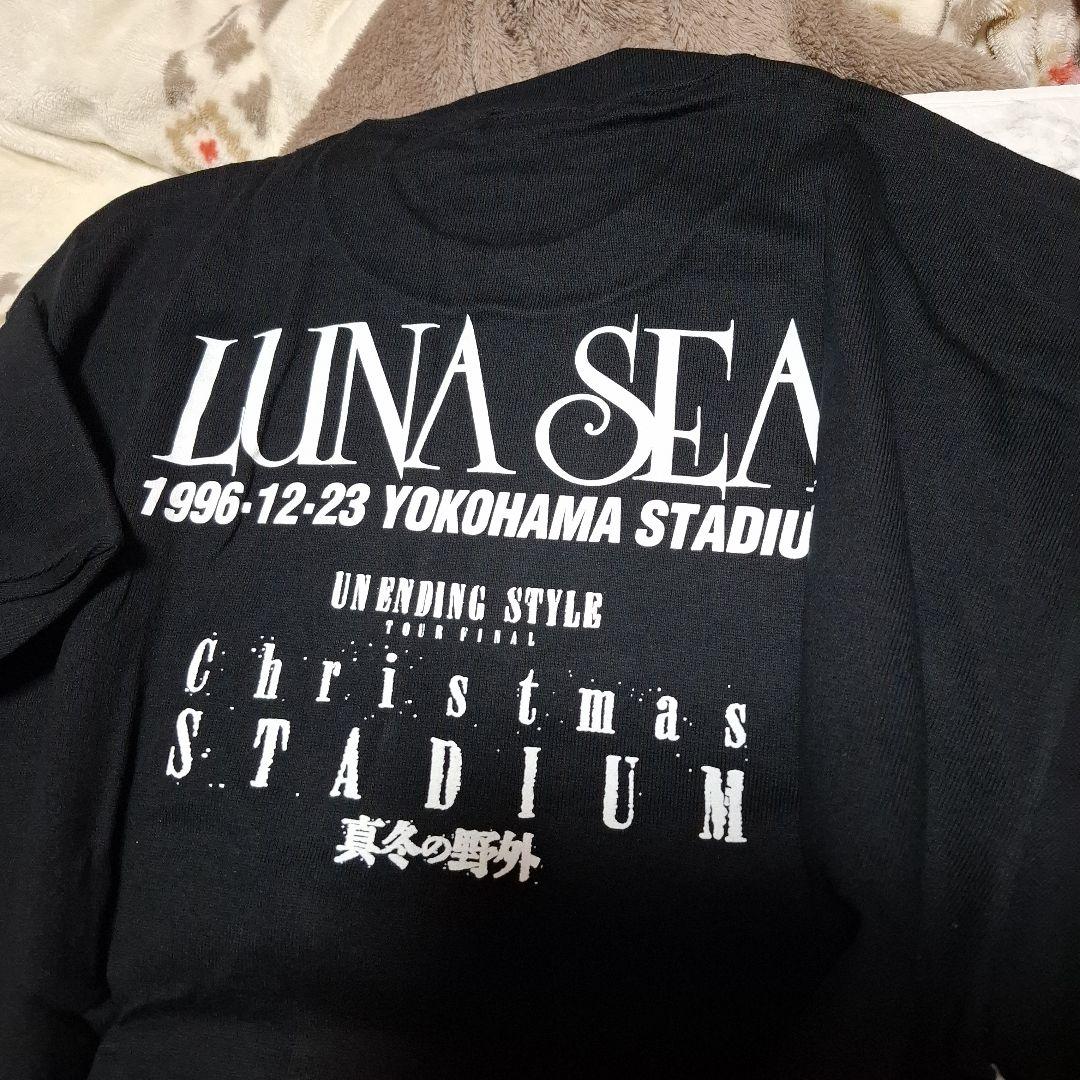 LUNA SEA
1996·12·23 YOKOHAMA STADIU
UN ENDING STYLE
TOUR FINAL
Christmas
STADIUM
真冬の野外